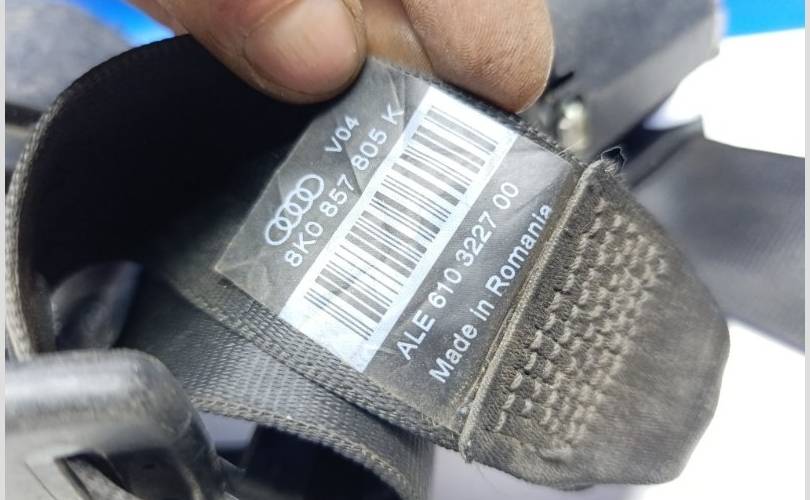 V04
8K0 857 805 K
ALE 610 3227 00
Made in Romania